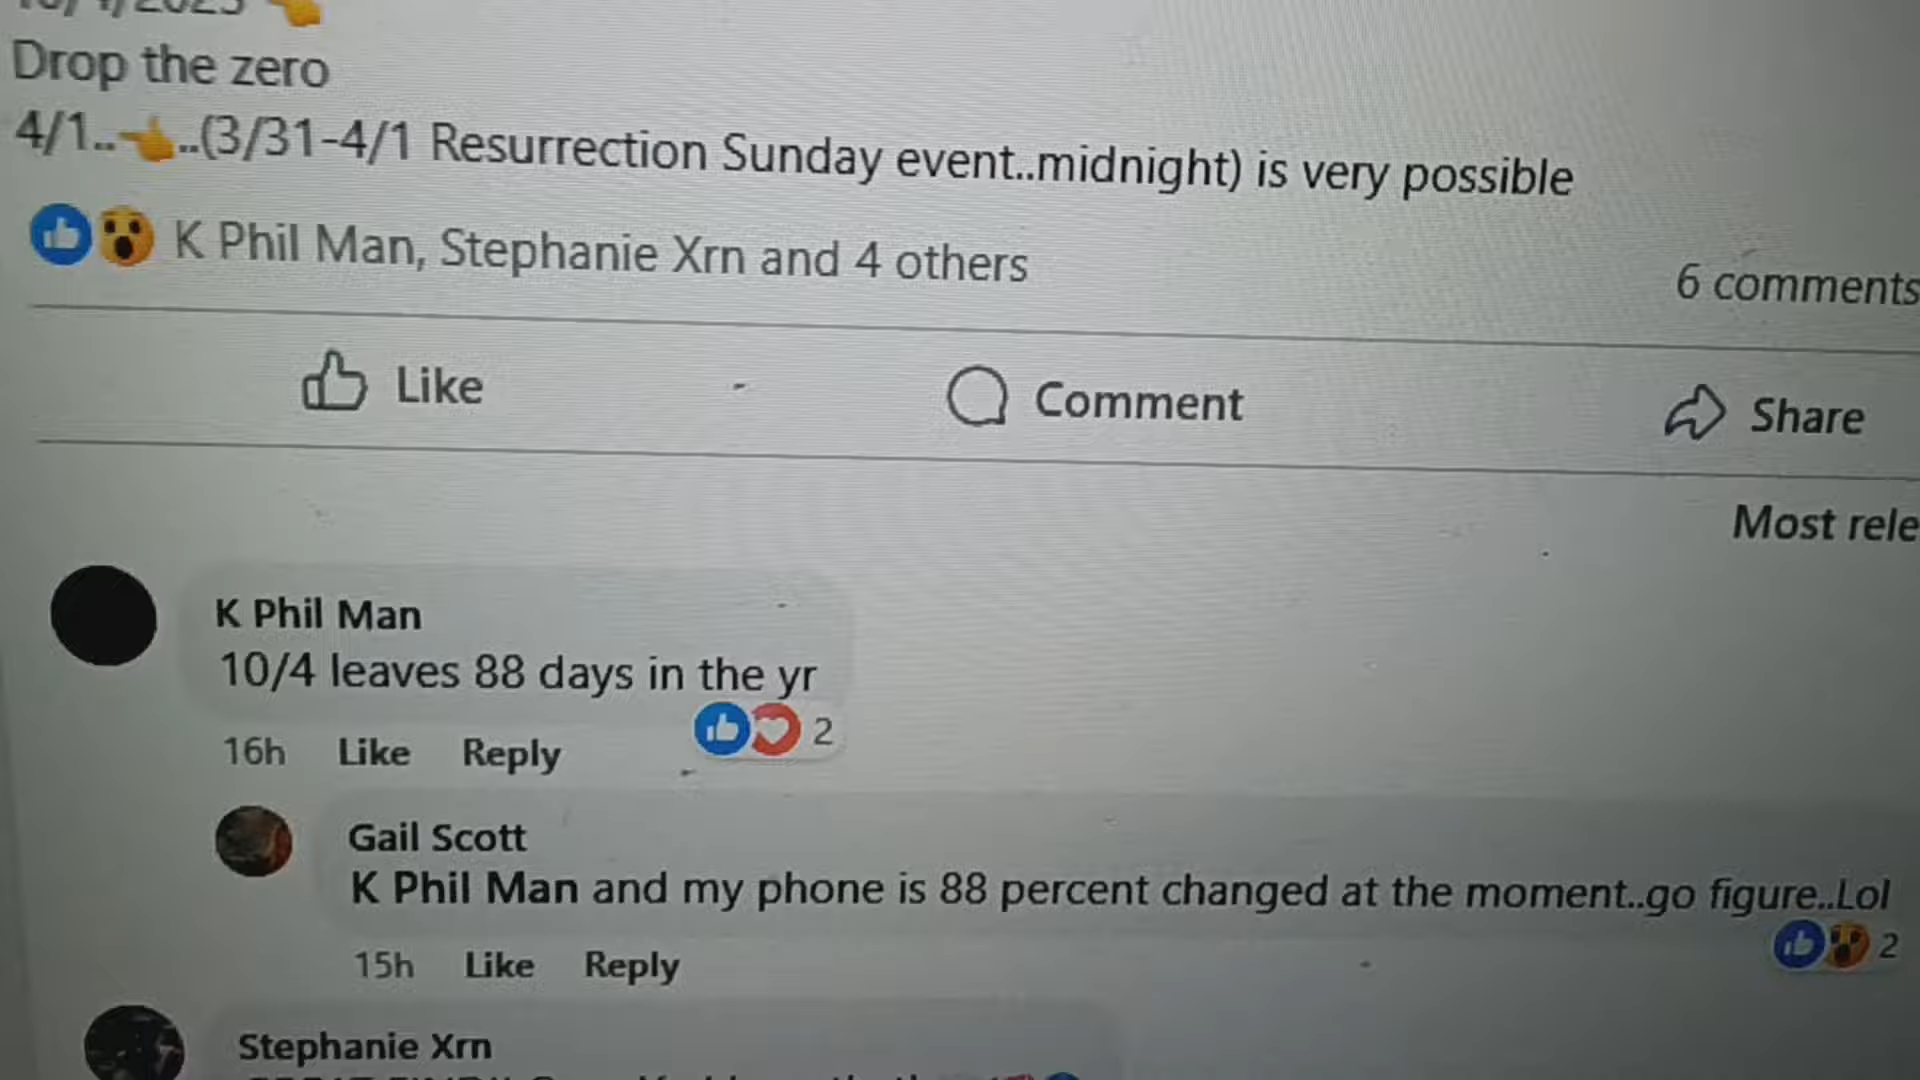 Drop the zero
4/1..👈..(3/31-4/1 Resurrection Sunday event..midnight) is very possible
K Phil Man, Stephanie Xrn and 4 others
6 comments
Like Comment Share
Most rele
K Phil Man
10/4 leaves 88 days in the yr
16h Like Reply 2
Gail Scott
K Phil Man and my phone is 88 percent changed at the moment..go figure..Lol
2
15h Like Reply
Stephanie Xrn